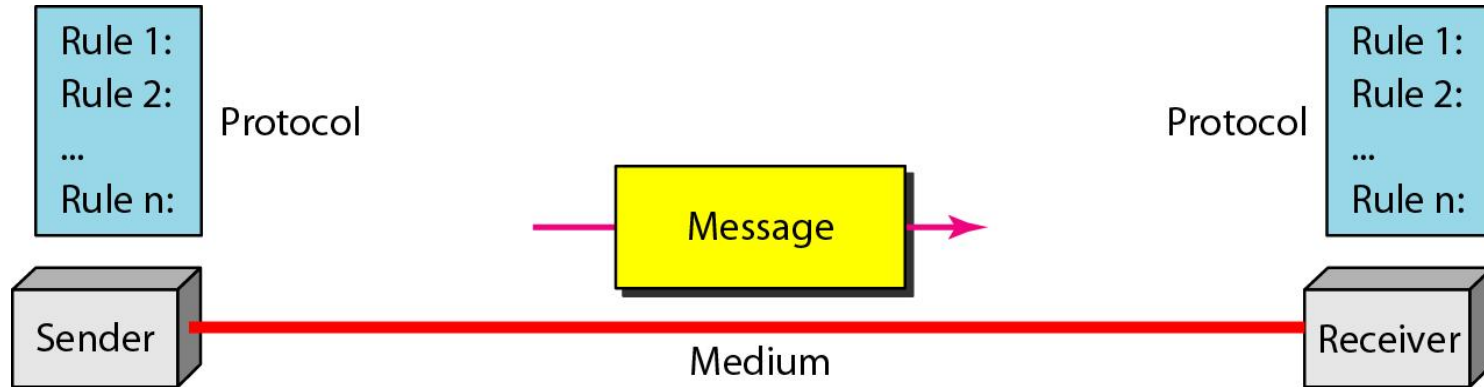 Rule 1:
Rule 2:
...
Rule n:
Protocol
Message
Protocol
Rule 1:
Rule 2:
...
Rule n:
Sender
Medium
Receiver